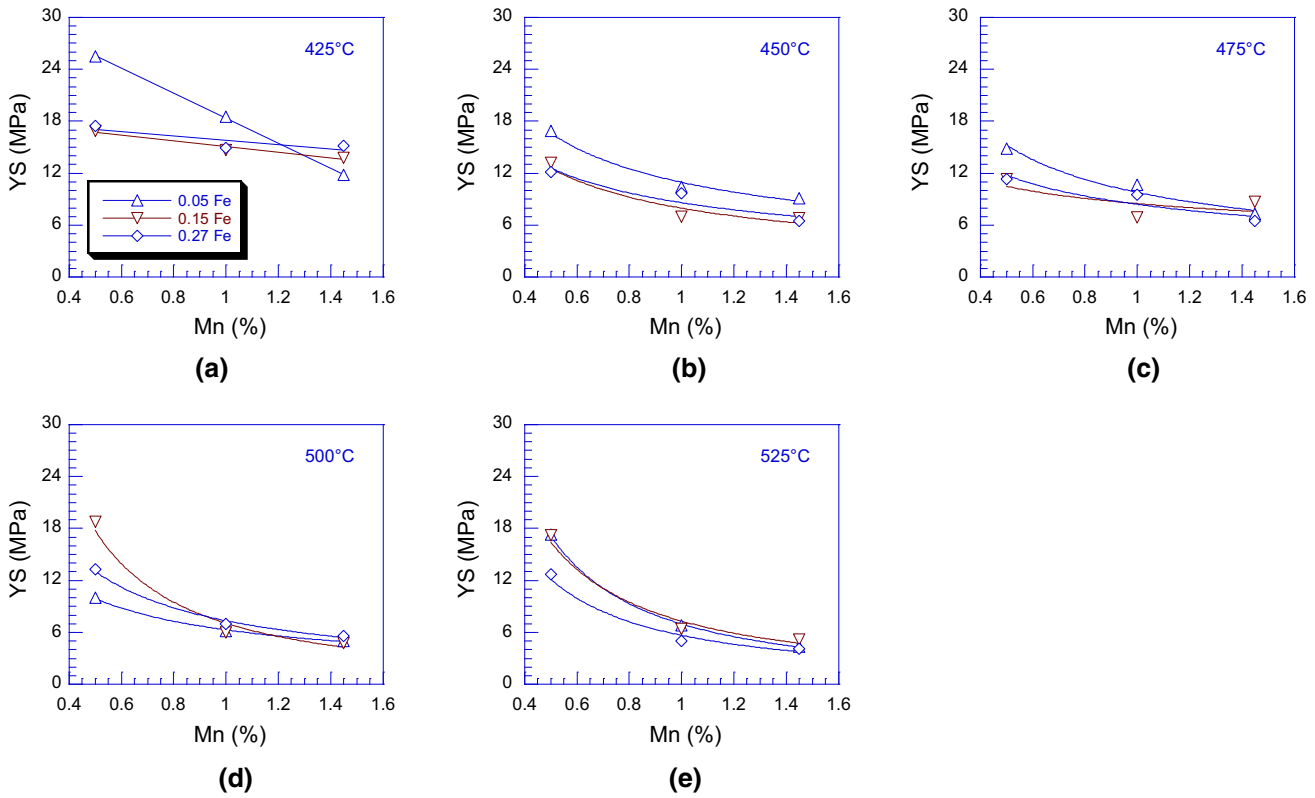 30
24
18
12
6
0
YS (MPa)
425°C
0.05 Fe
0.15 Fe
0.27 Fe
0.4 0.6 0.8 1 1.2 1.4 1.6
Mn (%)
(a)
30
24
18
12
6
0
YS (MPa)
450°C
0.4 0.6 0.8 1 1.2 1.4 1.6
Mn (%)
(b)
30
24
18
12
6
0
YS (MPa)
475°C
0.4 0.6 0.8 1 1.2 1.4 1.6
Mn (%)
(c)
30
24
18
12
6
0
YS (MPa)
500°C
0.4 0.6 0.8 1 1.2 1.4 1.6
Mn (%)
(d)
30
24
18
12
6
0
YS (MPa)
525°C
0.4 0.6 0.8 1 1.2 1.4 1.6
Mn (%)
(e)